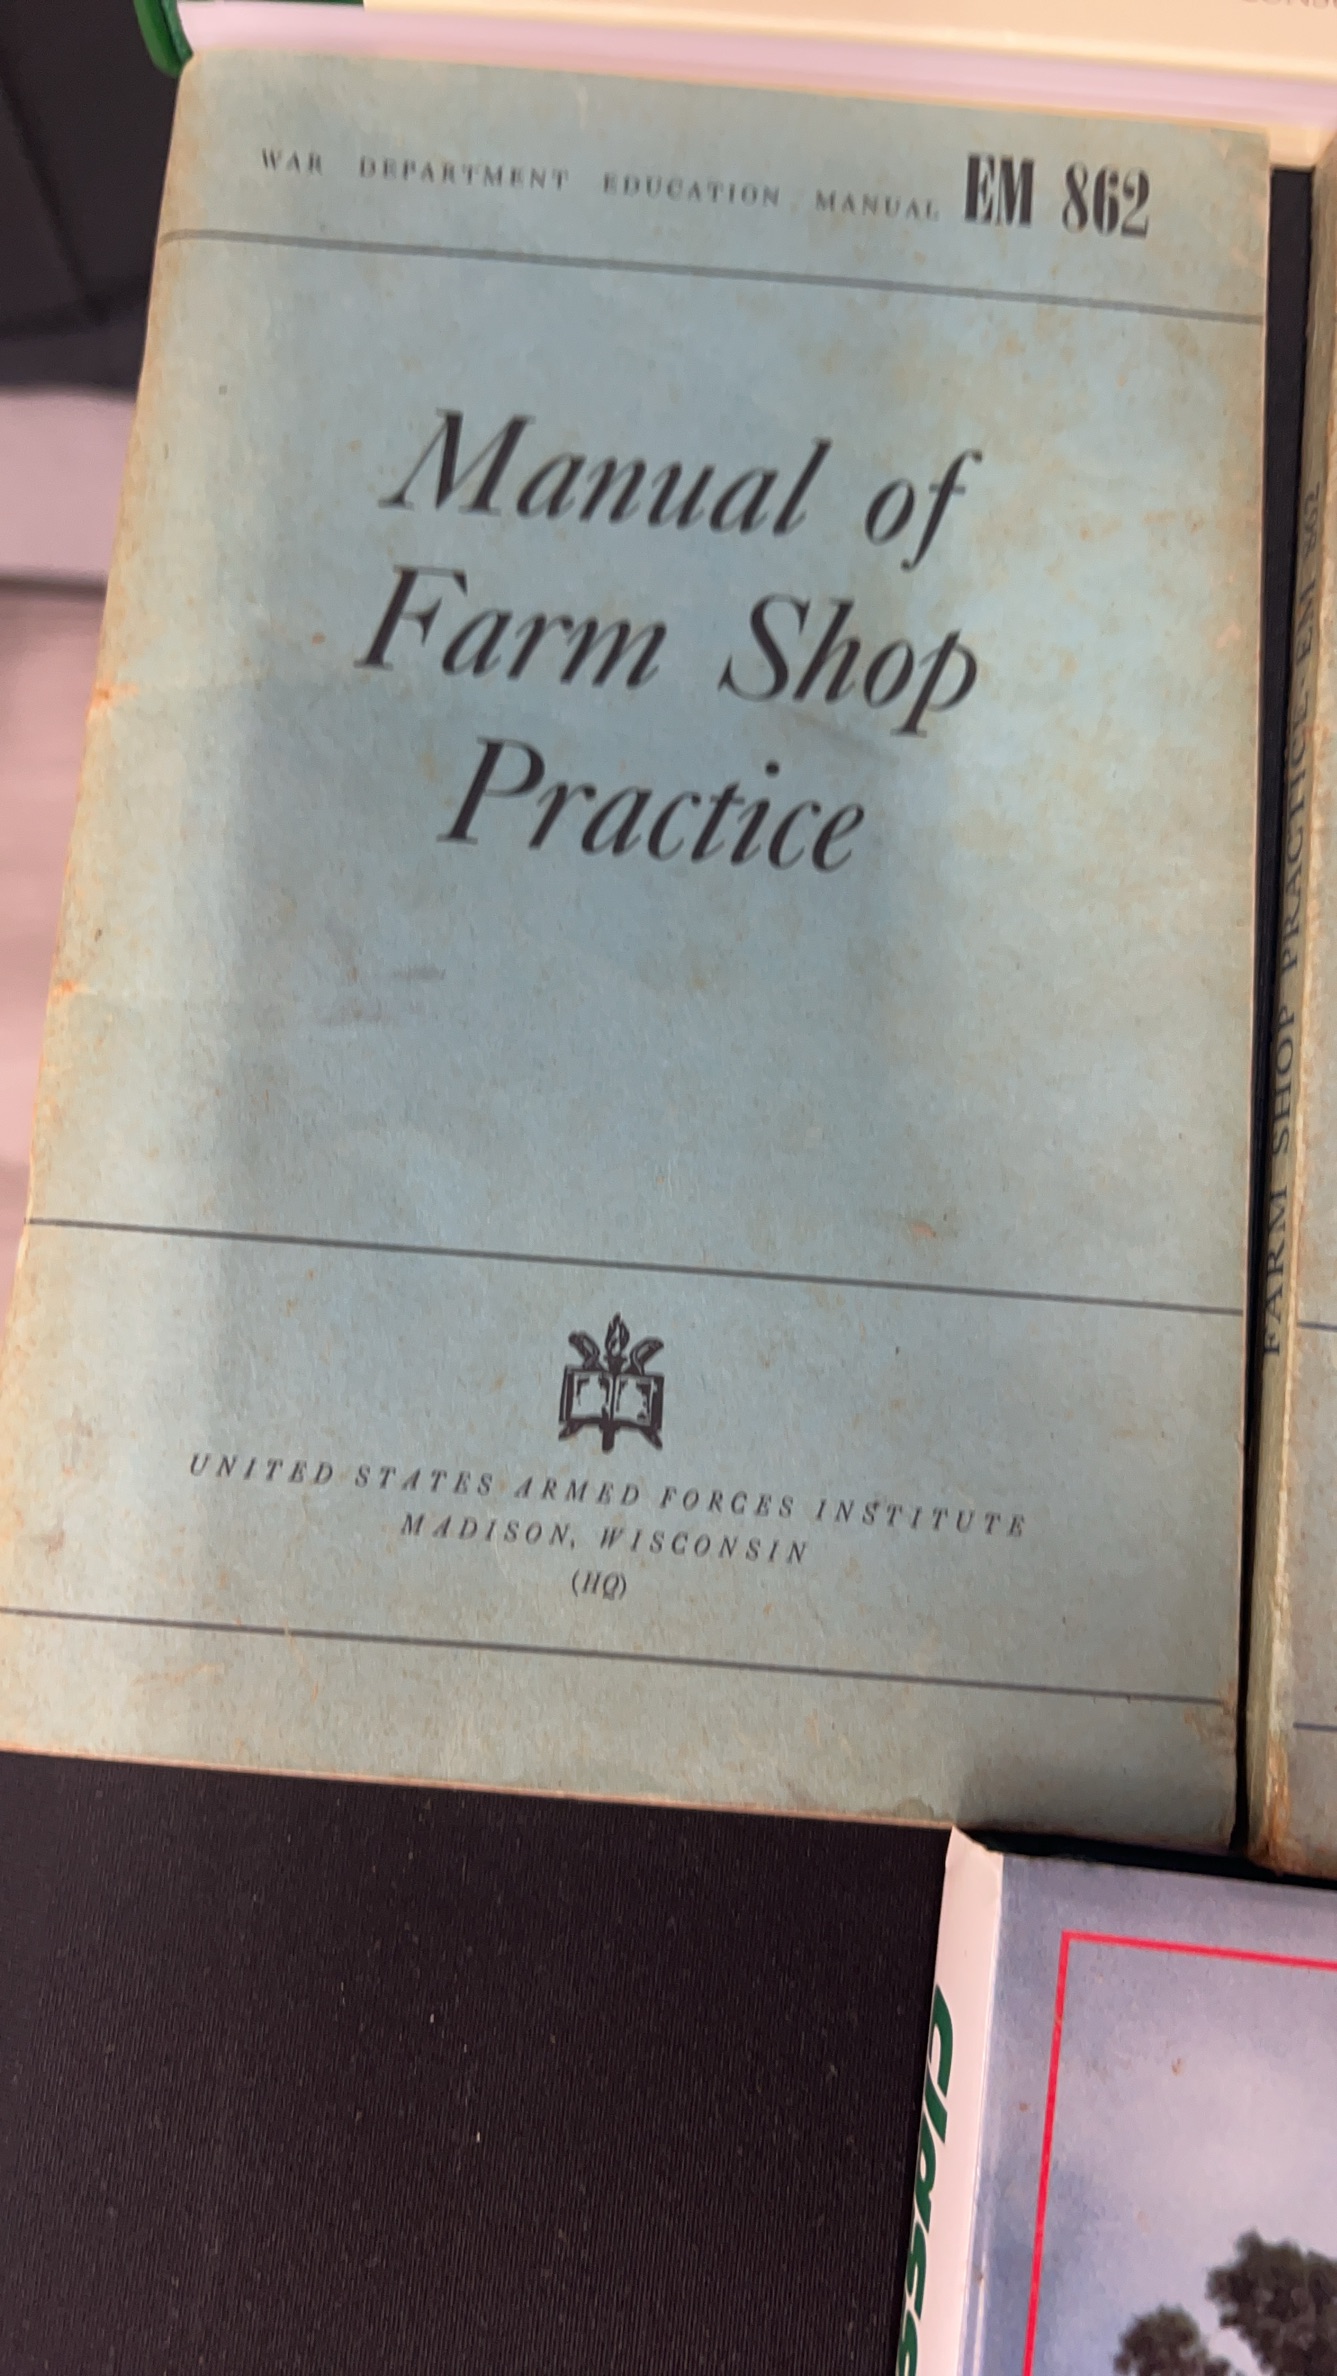 WAR DEPARTMENT EDUCATION MANUAL EM 862
Manual of
Farm Shop
Practice
UNITED STATES ARMED FORCES INSTITUTE
MADISON, WISCONSIN
(HQ)
FARM SHOP PRACTICE - EM 862